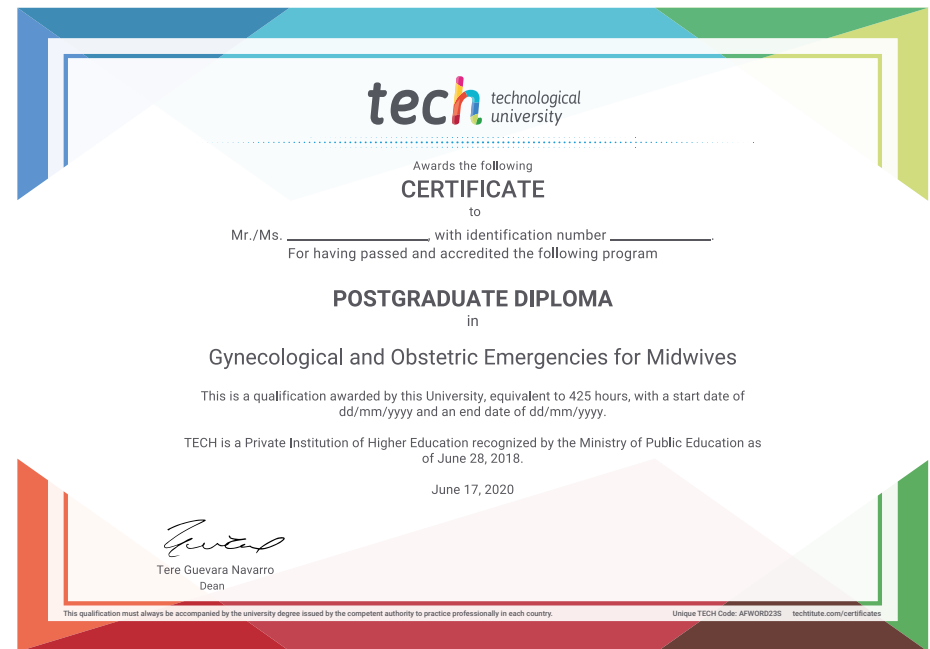 tech technological
university
Awards the following
CERTIFICATE
to
Mr./Ms. ____________, with identification number ____________.
For having passed and accredited the following program
POSTGRADUATE DIPLOMA
in
Gynecological and Obstetric Emergencies for Midwives
This is a qualification awarded by this University, equivalent to 425 hours, with a start date of
dd/mm/yyyy and an end date of dd/mm/yyyy.
TECH is a Private Institution of Higher Education recognized by the Ministry of Public Education as
of June 28, 2018.
June 17, 2020
Tere Guevara Navarro
Dean
This qualification must always be accompanied by the university degree issued by the competent authority to practice professionally in each country.
Unique TECH Code: AFWORD23S techtitute.com/certificates